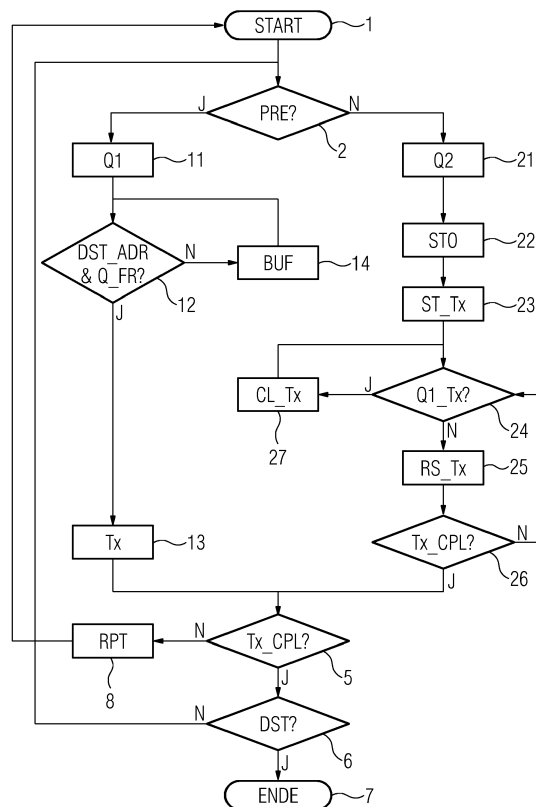 START
1
PRE?
J
N
2
Q1
11
Q2
21
DST_ADR
& Q_FR?
N
J
12
BUF
14
STO
22
ST_Tx
23
CL_Tx
27
J
Q1_Tx?
N
24
RS_Tx
25
Tx
13
Tx_CPL?
N
J
26
RPT
8
N
Tx_CPL?
J
5
N
DST?
J
6
ENDE
7